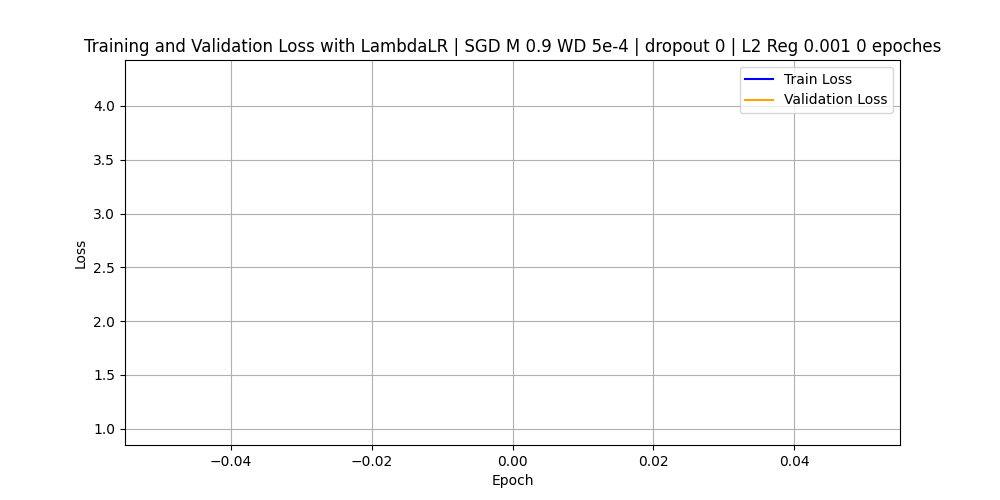 Training and Validation Loss with LambdaLR | SGD M 0.9 WD 5e-4 | dropout 0 | L2 Reg 0.001 0 epoches
Train Loss
Validation Loss
4.0
3.5
3.0
2.5
2.0
1.5
1.0
Loss
−0.04
−0.02
0.00
0.02
0.04
Epoch